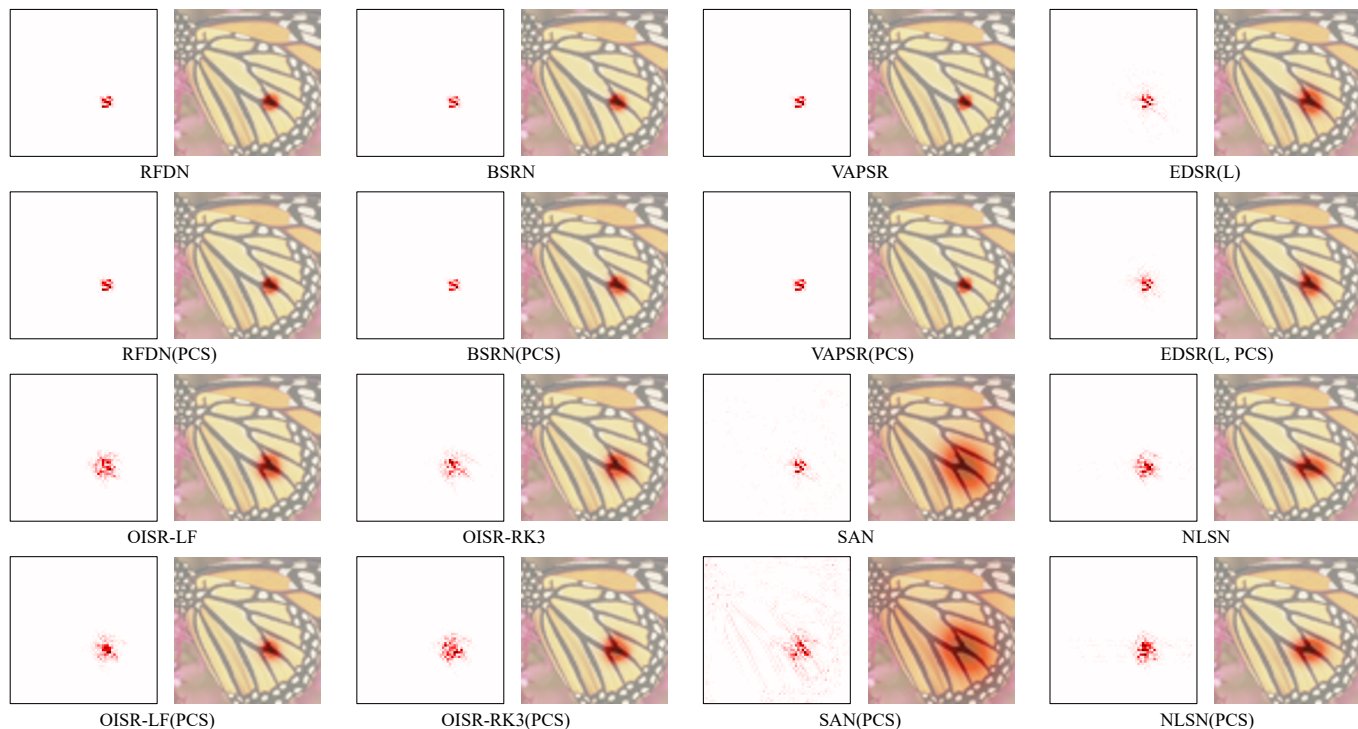 RFDN BSRN VAPSR EDSR(L)
RFDN(PCS) BSRN(PCS) VAPSR(PCS) EDSR(L, PCS)
OISR-LF OISR-RK3 SAN NLSN
OISR-LF(PCS) OISR-RK3(PCS) SAN(PCS) NLSN(PCS)